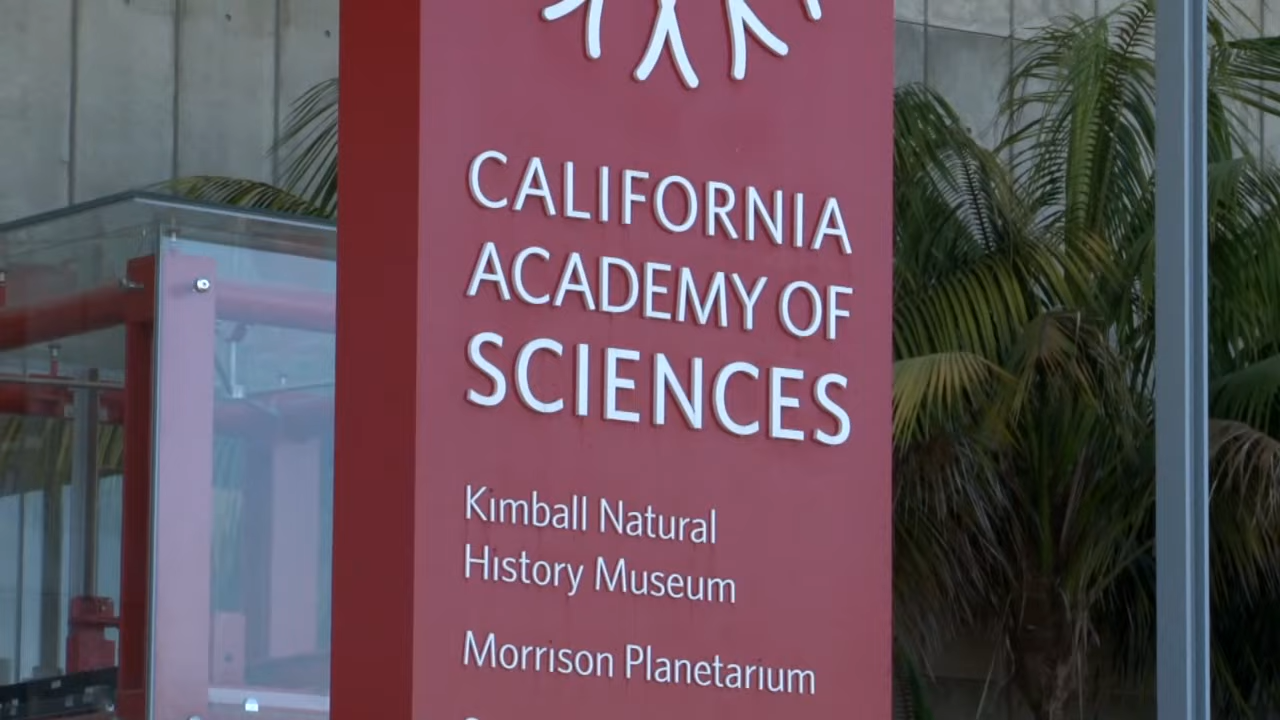 CALIFORNIA
ACADEMY OF
SCIENCES
Kimball Natural
History Museum
Morrison Planetarium